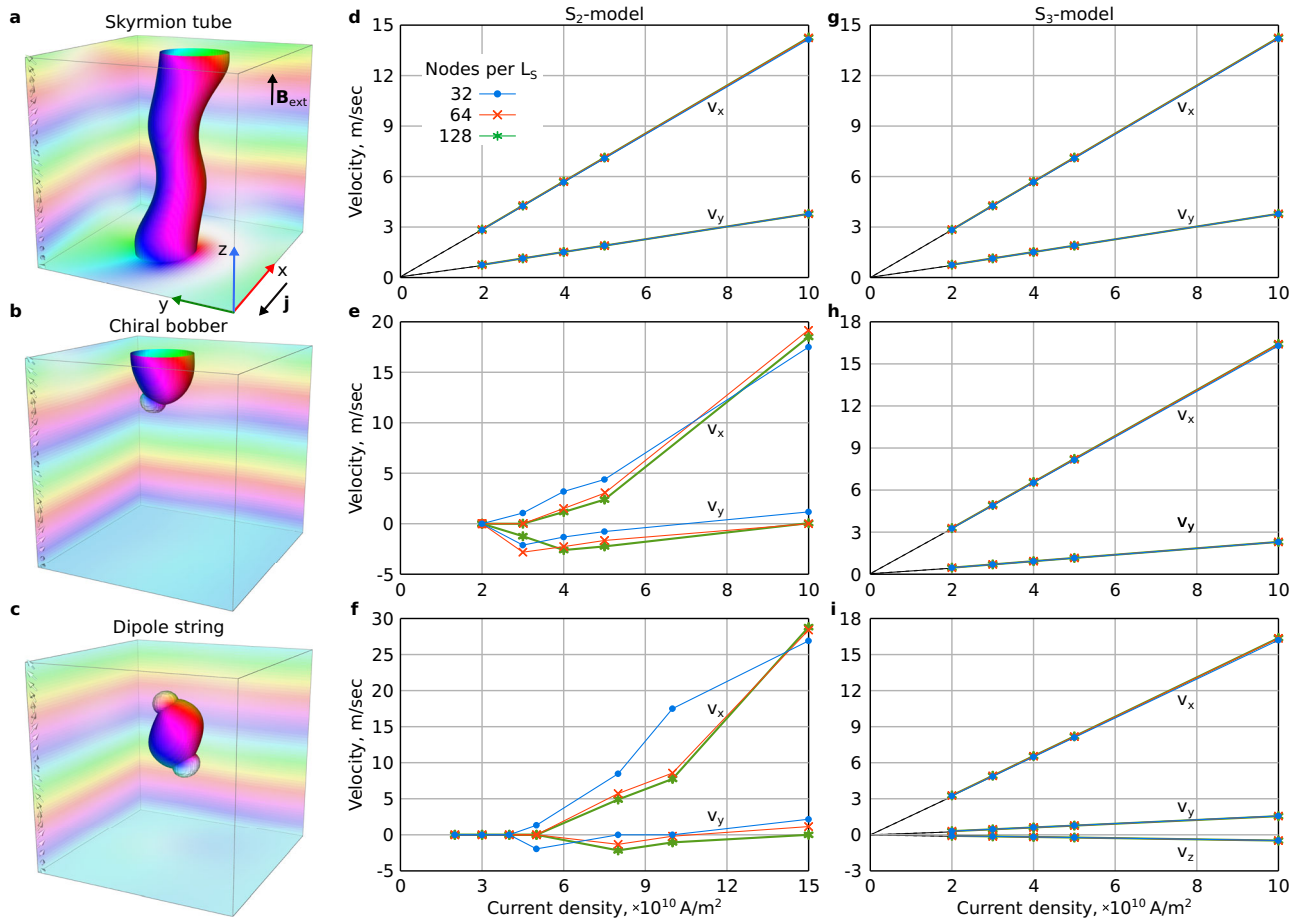 a
Skyrmion tube
B_ext
z
x
y
j
b
Chiral bobber
c
Dipole string
d
S₂-model
15
12
9
6
3
0
Velocity, m/sec
Nodes per L_S
32
64
128
v_x
v_y
0 2 4 6 8 10
e
20
15
10
5
0
-5
Velocity, m/sec
v_x
v_y
0 2 4 6 8 10
f
30
25
20
15
10
5
0
-5
Velocity, m/sec
v_x
v_y
0 3 6 9 12 15
Current density, ×10¹⁰ A/m²
g
S₃-model
15
12
9
6
3
0
v_x
v_y
0 2 4 6 8 10
h
18
15
12
9
6
3
0
v_x
v_y
0 2 4 6 8 10
i
18
15
12
9
6
3
0
-3
v_x
v_y
v_z
0 2 4 6 8 10
Current density, ×10¹⁰ A/m²